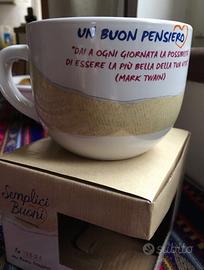 UN BUON PENSIERO
"DAI A OGNI GIORNATA LA POSSIBILITÀ
DI ESSERE LA PIÙ BELLA DELLA TUA VITA"
(MARK TWAIN)
Semplici
Buoni
subito